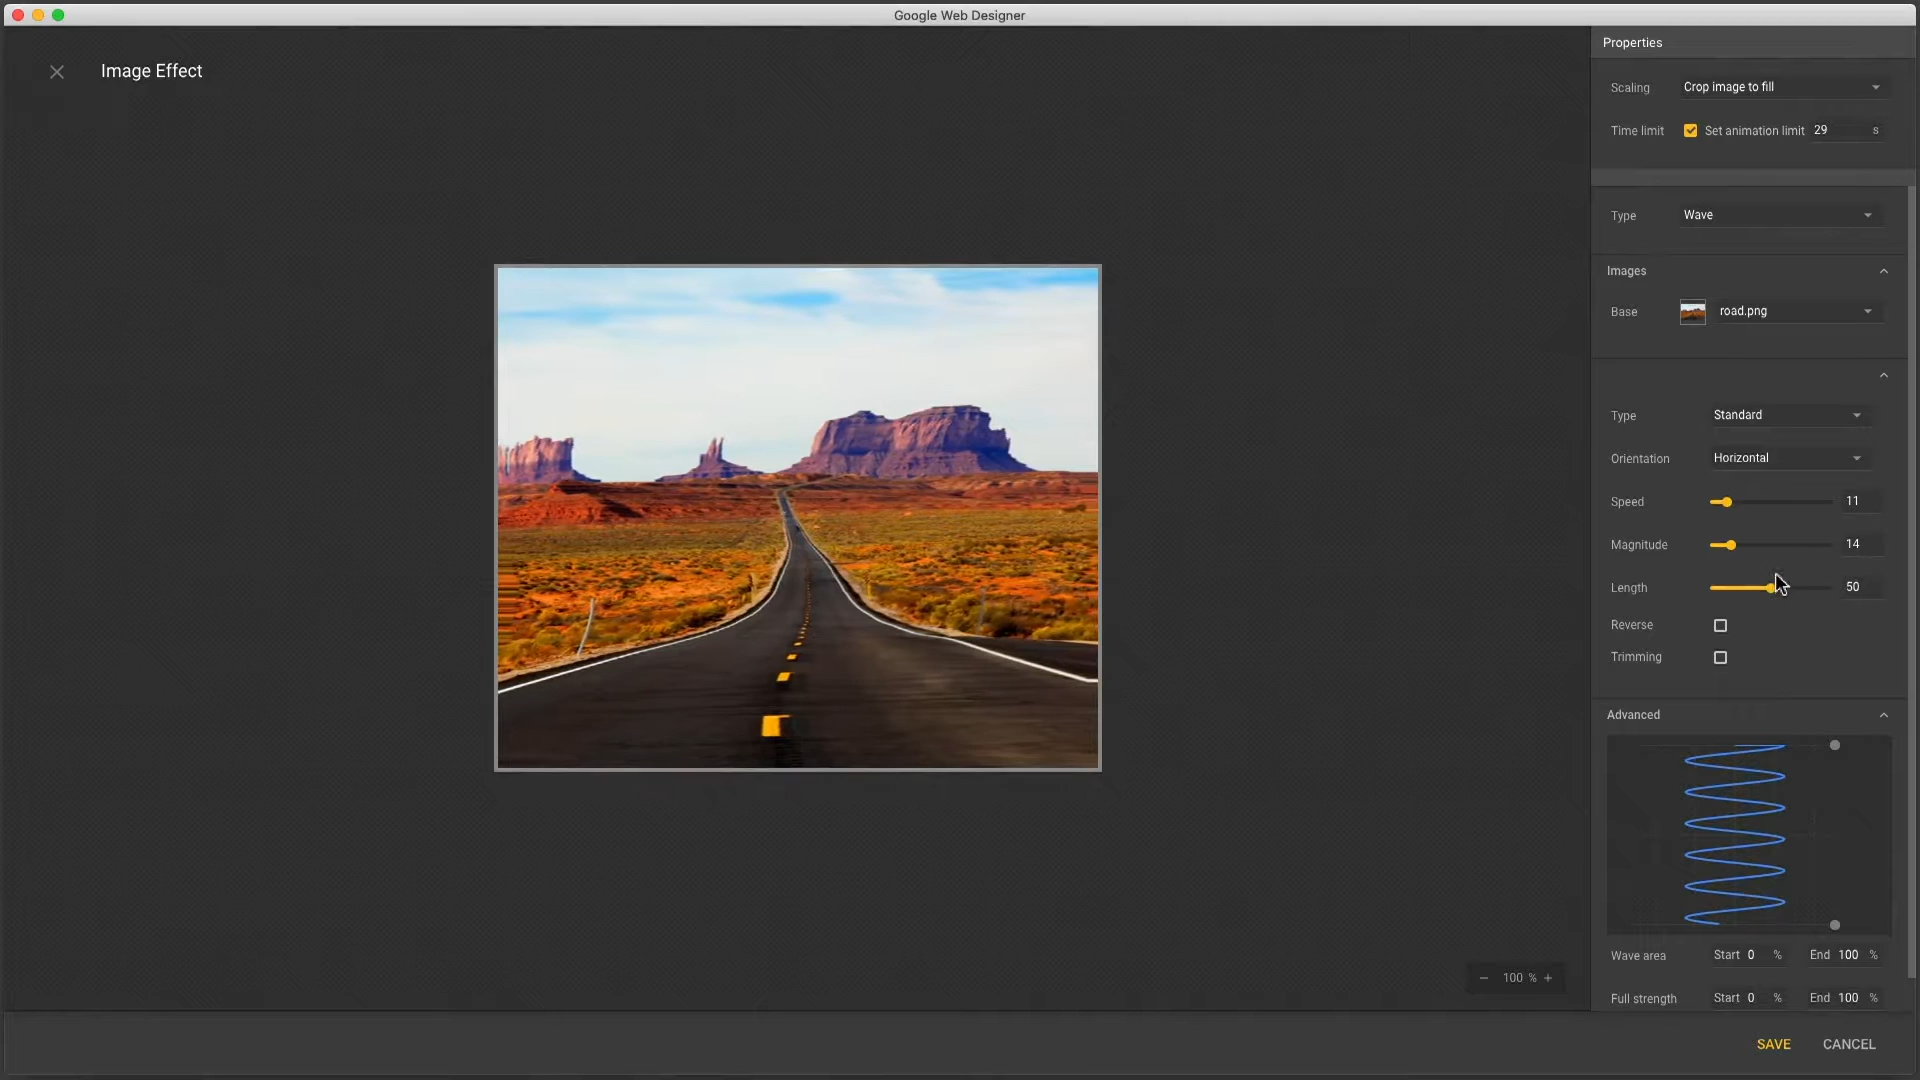 Google Web Designer
Image Effect
Properties
Scaling Crop image to fill
Time limit Set animation limit 29 s
Type Wave
Images
Base road.png
Type Standard
Orientation Horizontal
Speed 11
Magnitude 14
Length 50
Reverse
Trimming
Advanced
Wave area Start 0 % End 100 %
Full strength Start 0 % End 100 %
− 100 % +
SAVE CANCEL